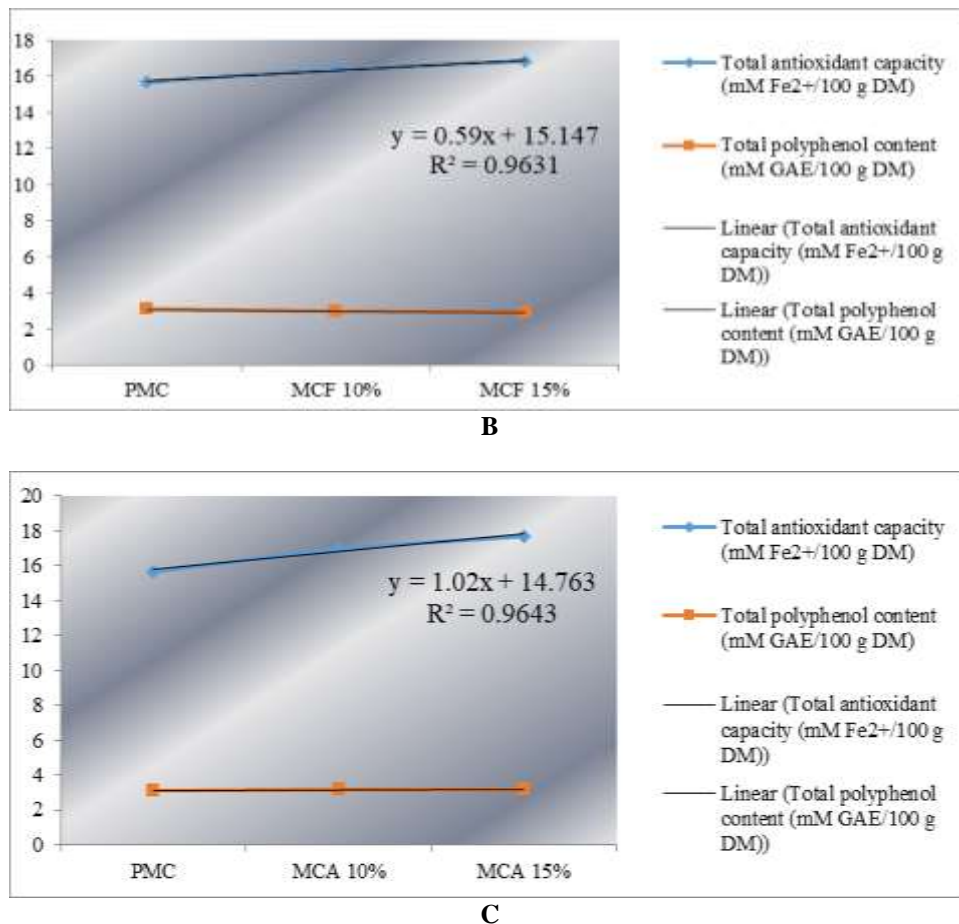 18
16
14
12
10
8
6
4
2
0
y = 0.59x + 15.147
R² = 0.9631
PMC MCF 10% MCF 15%
Total antioxidant capacity
(mM Fe2+/100 g DM)
Total polyphenol content
(mM GAE/100 g DM)
Linear (Total antioxidant
capacity (mM Fe2+/100 g
DM))
Linear (Total polyphenol
content (mM GAE/100 g
DM))
B
20
18
16
14
12
10
8
6
4
2
0
y = 1.02x + 14.763
R² = 0.9643
PMC MCA 10% MCA 15%
Total antioxidant capacity
(mM Fe2+/100 g DM)
Total polyphenol content
(mM GAE/100 g DM)
Linear (Total antioxidant
capacity (mM Fe2+/100 g
DM))
Linear (Total polyphenol
content (mM GAE/100 g
DM))
C